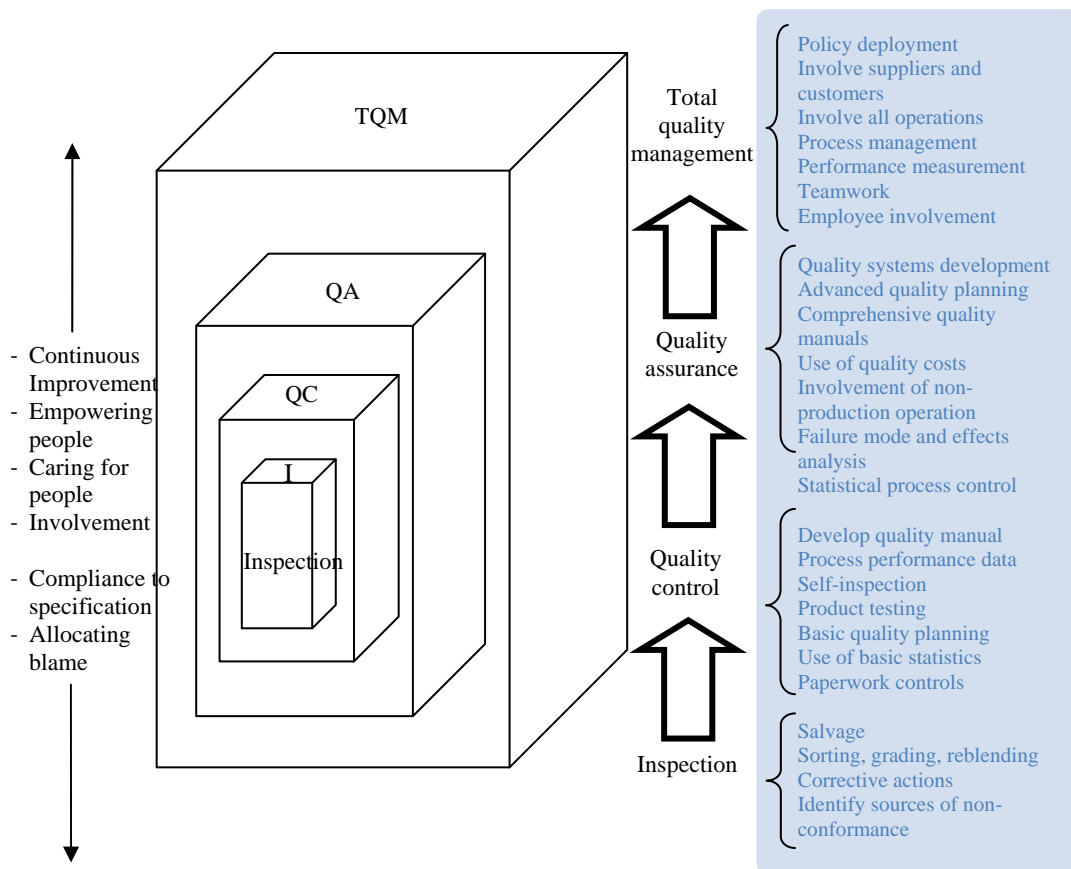 TQM
QA
QC
I
Inspection
- Continuous
Improvement
- Empowering
people
- Caring for
people
- Involvement
- Compliance to
specification
- Allocating
blame
Total
quality
management
Quality
assurance
Quality
control
Inspection
Policy deployment
Involve suppliers and
customers
Involve all operations
Process management
Performance measurement
Teamwork
Employee involvement
Quality systems development
Advanced quality planning
Comprehensive quality
manuals
Use of quality costs
Involvement of non-
production operation
Failure mode and effects
analysis
Statistical process control
Develop quality manual
Process performance data
Self-inspection
Product testing
Basic quality planning
Use of basic statistics
Paperwork controls
Salvage
Sorting, grading, reblending
Corrective actions
Identify sources of non-
conformance